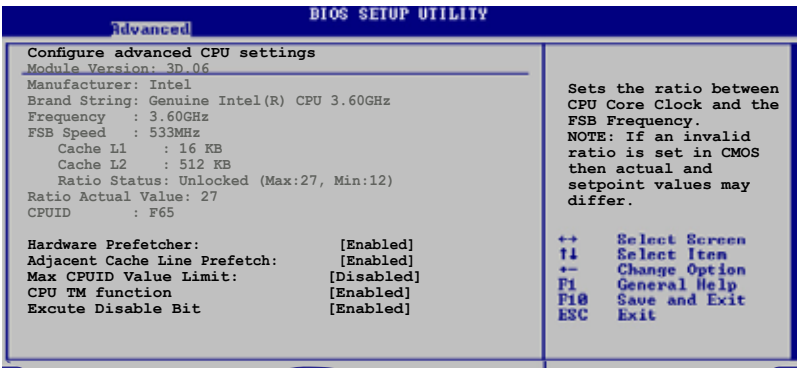 BIOS SETUP UTILITY
Advanced
Configure advanced CPU settings
Module Version: 3D.06
Manufacturer: Intel
Brand String: Genuine Intel(R) CPU 3.60GHz
Frequency : 3.60GHz
FSB Speed : 533MHz
Cache L1 : 16 KB
Cache L2 : 512 KB
Ratio Status: Unlocked (Max:27, Min:12)
Ratio Actual Value: 27
CPUID : F65
Hardware Prefetcher: [Enabled]
Adjacent Cache Line Prefetch: [Enabled]
Max CPUID Value Limit: [Disabled]
CPU TM function [Enabled]
Excute Disable Bit [Enabled]
Sets the ratio between
CPU Core Clock and the
FSB Frequency.
NOTE: If an invalid
ratio is set in CMOS
then actual and
setpoint values may
differ.
←→ Select Screen
↑↓ Select Item
+- Change Option
F1 General Help
F10 Save and Exit
ESC Exit